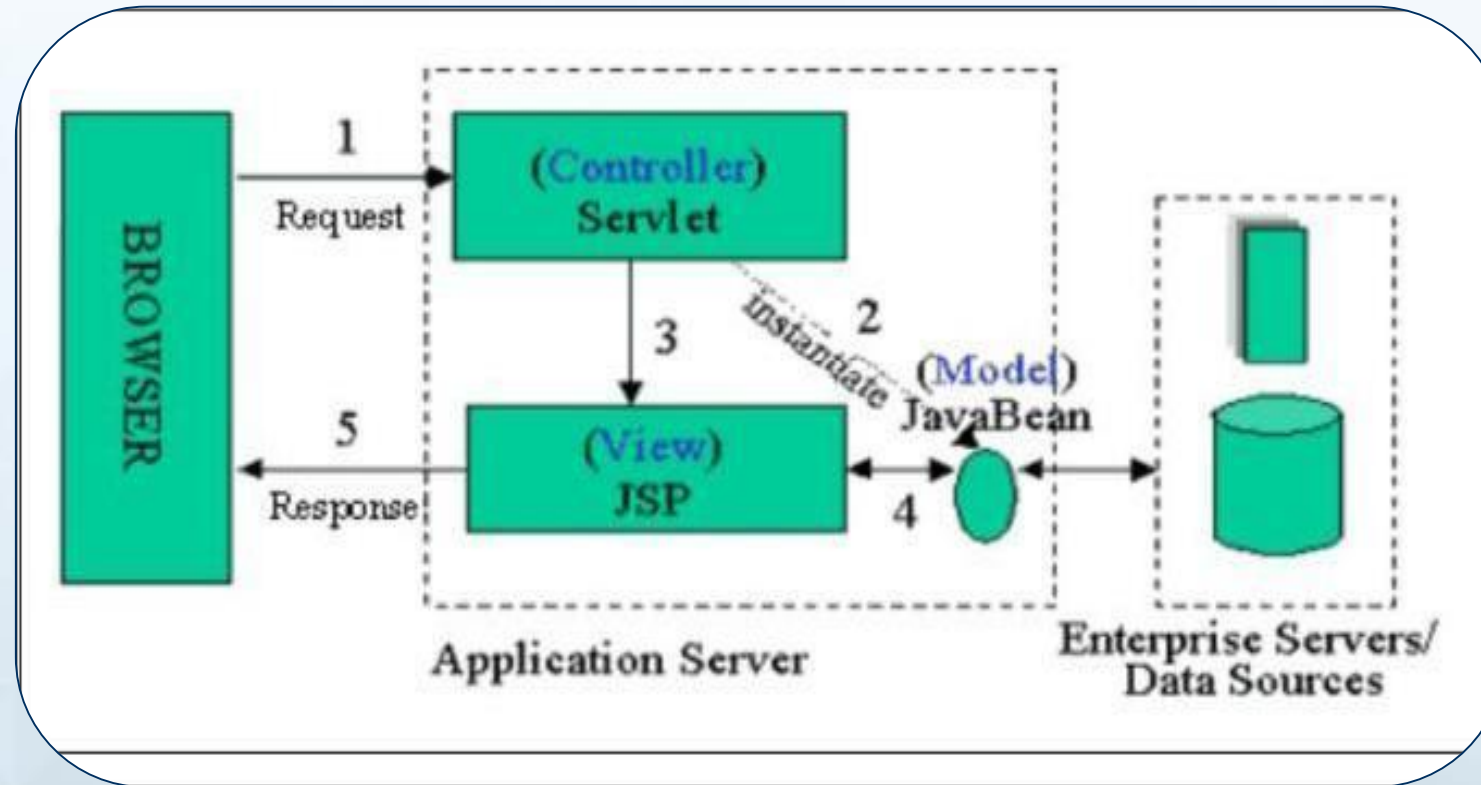 BROWSER
1
Request
(Controller)
Servlet
2
instantiate
3
(Model)
JavaBean
(View)
JSP
4
5
Response
Application Server
Enterprise Servers/
Data Sources